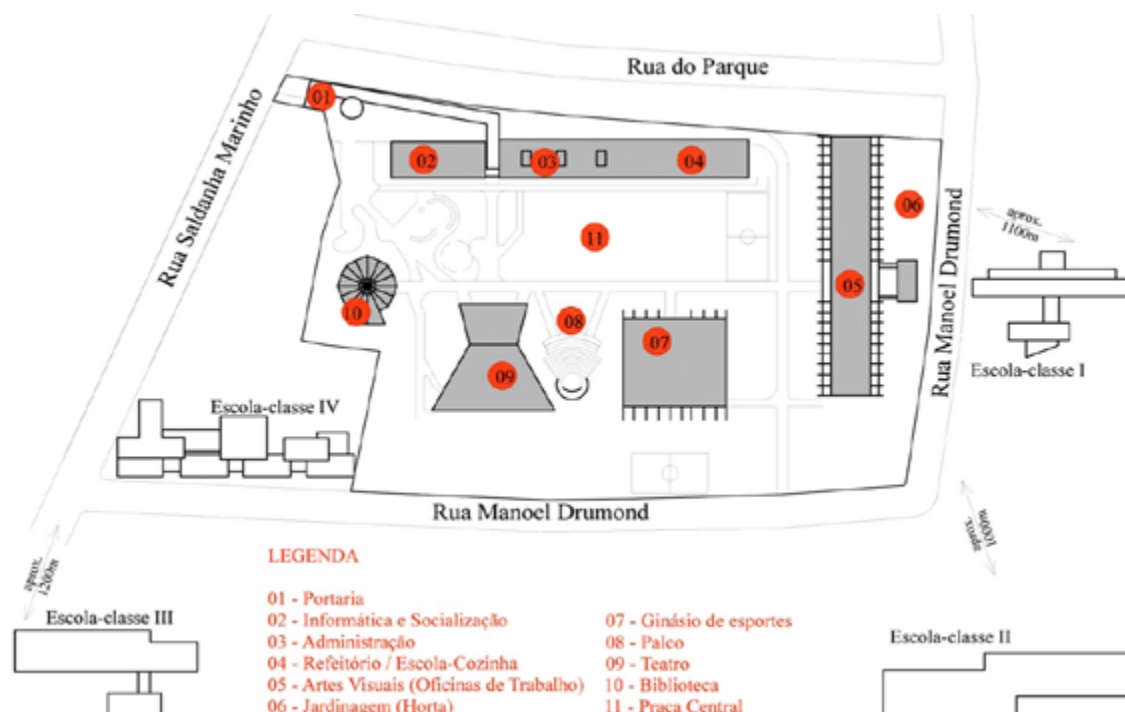 Rua do Parque
Rua Saldanha Marinho
01
02
03
04
06
aprox.
1100m
11
05
10
08
07
09
Rua Manoel Drumond
Escola-classe I
Escola-classe IV
Rua Manoel Drumond
aprox.
1000m
aprox.
1200m
LEGENDA
01 - Portaria
02 - Informática e Socialização
03 - Administração
04 - Refeitório / Escola-Cozinha
05 - Artes Visuais (Oficinas de Trabalho)
06 - Jardinagem (Horta)
07 - Ginásio de esportes
08 - Palco
09 - Teatro
10 - Biblioteca
11 - Praça Central
Escola-classe III
Escola-classe II